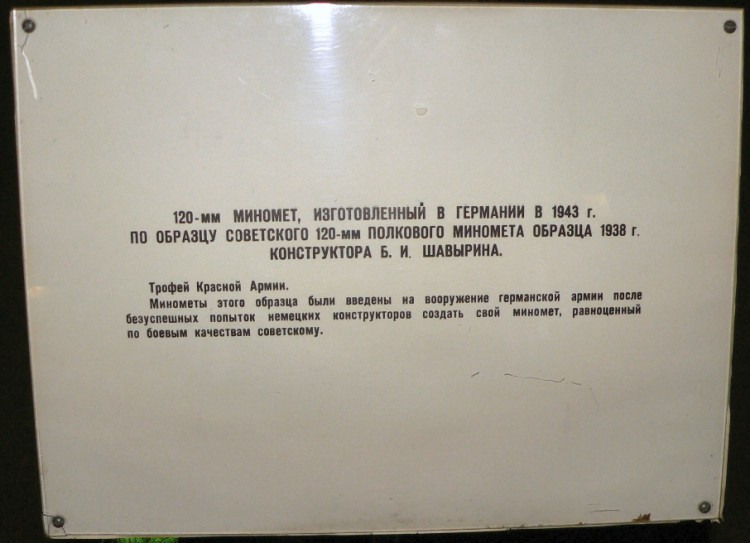 120-мм МИНОМЕТ, ИЗГОТОВЛЕННЫЙ В ГЕРМАНИИ В 1943 г.
ПО ОБРАЗЦУ СОВЕТСКОГО 120-мм ПОЛКОВОГО МИНОМЕТА ОБРАЗЦА 1938 г.
КОНСТРУКТОРА Б. И. ШАВЫРИНА.
Трофей Красной Армии.
Минометы этого образца были введены на вооружение германской армии после
безуспешных попыток немецких конструкторов создать свой миномет, равноценный
по боевым качествам советскому.